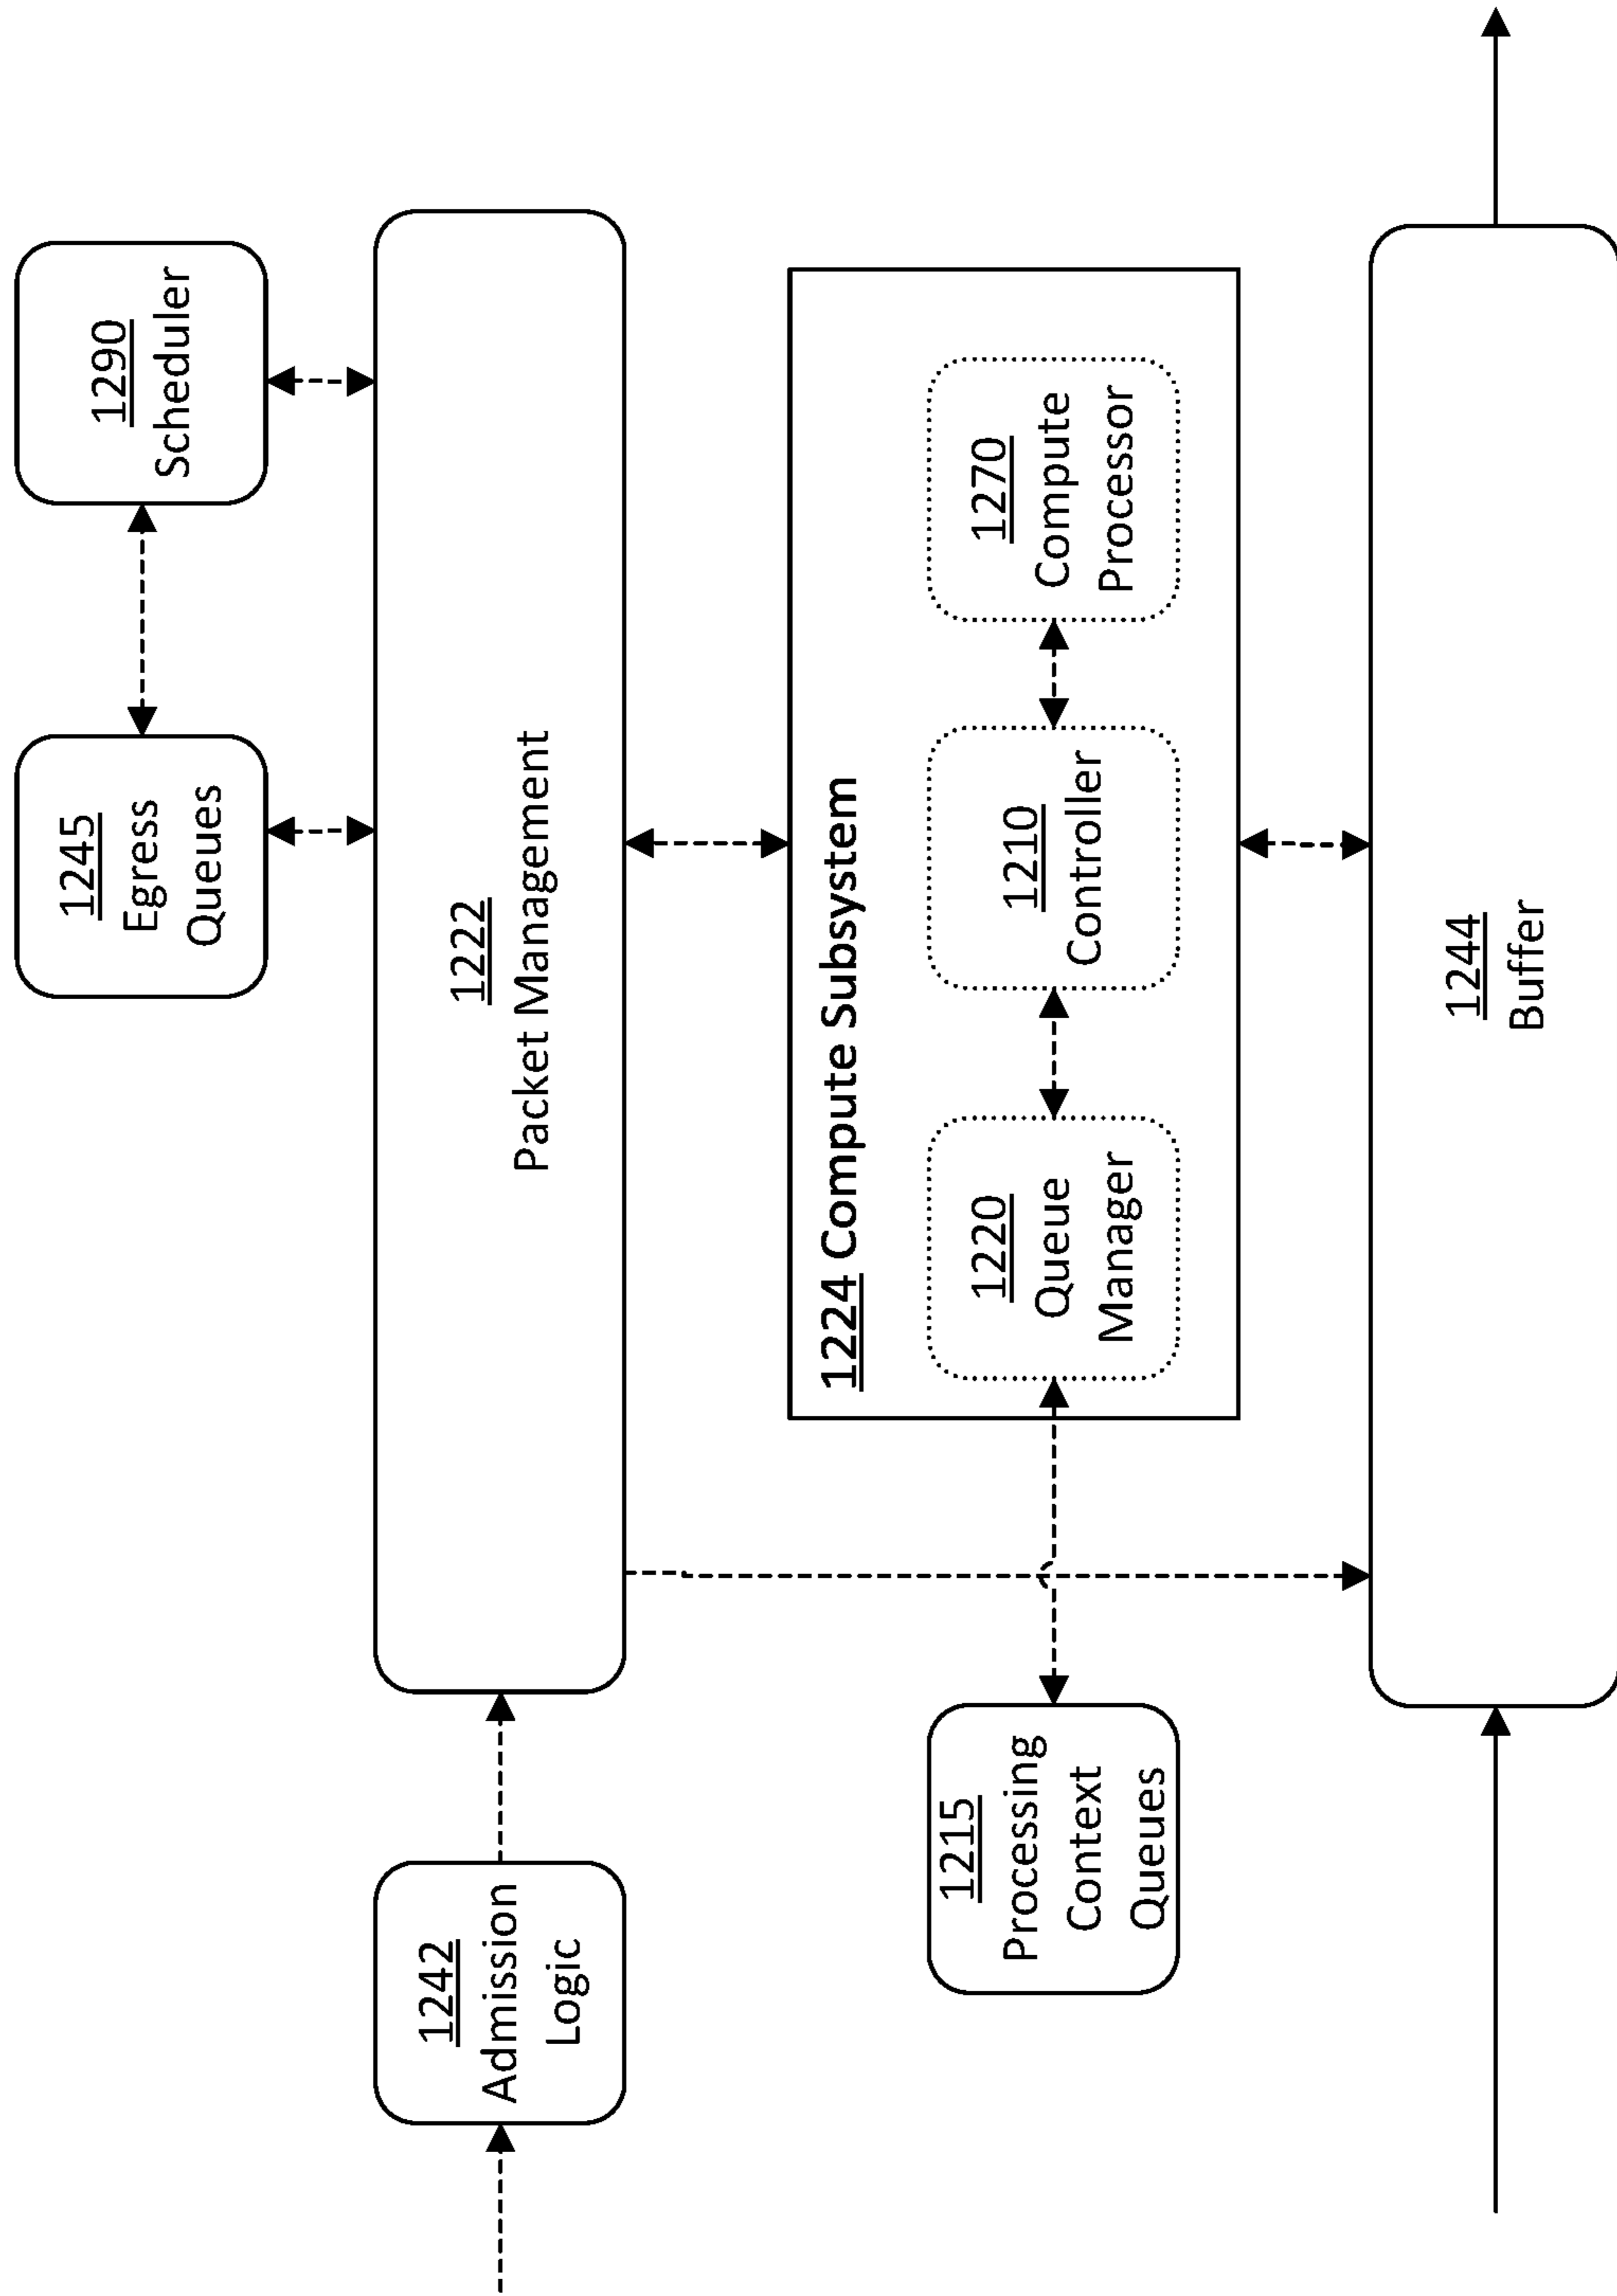 1245
Egress
Queues
1290
Scheduler
1242
Admission
Logic
1222
Packet Management
1224 Compute Subsystem
1215
Processing
Context
Queues
1220
Queue
Manager
1210
Controller
1270
Compute
Processor
1244
Buffer